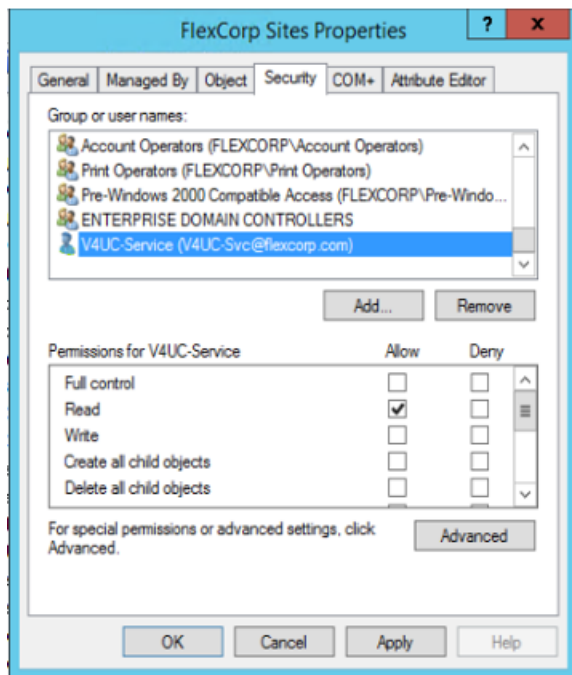 FlexCorp Sites Properties
? x
General Managed By Object Security COM+ Attribute Editor
Group or user names:
Account Operators (FLEXCORP\Account Operators)
Print Operators (FLEXCORP\Print Operators)
Pre-Windows 2000 Compatible Access (FLEXCORP\Pre-Windo...
ENTERPRISE DOMAIN CONTROLLERS
V4UC-Service (V4UC-Svc@flexcorp.com)
Add... Remove
Permissions for V4UC-Service Allow Deny
Full control
Read
Write
Create all child objects
Delete all child objects
For special permissions or advanced settings, click
Advanced.
Advanced
OK Cancel Apply Help